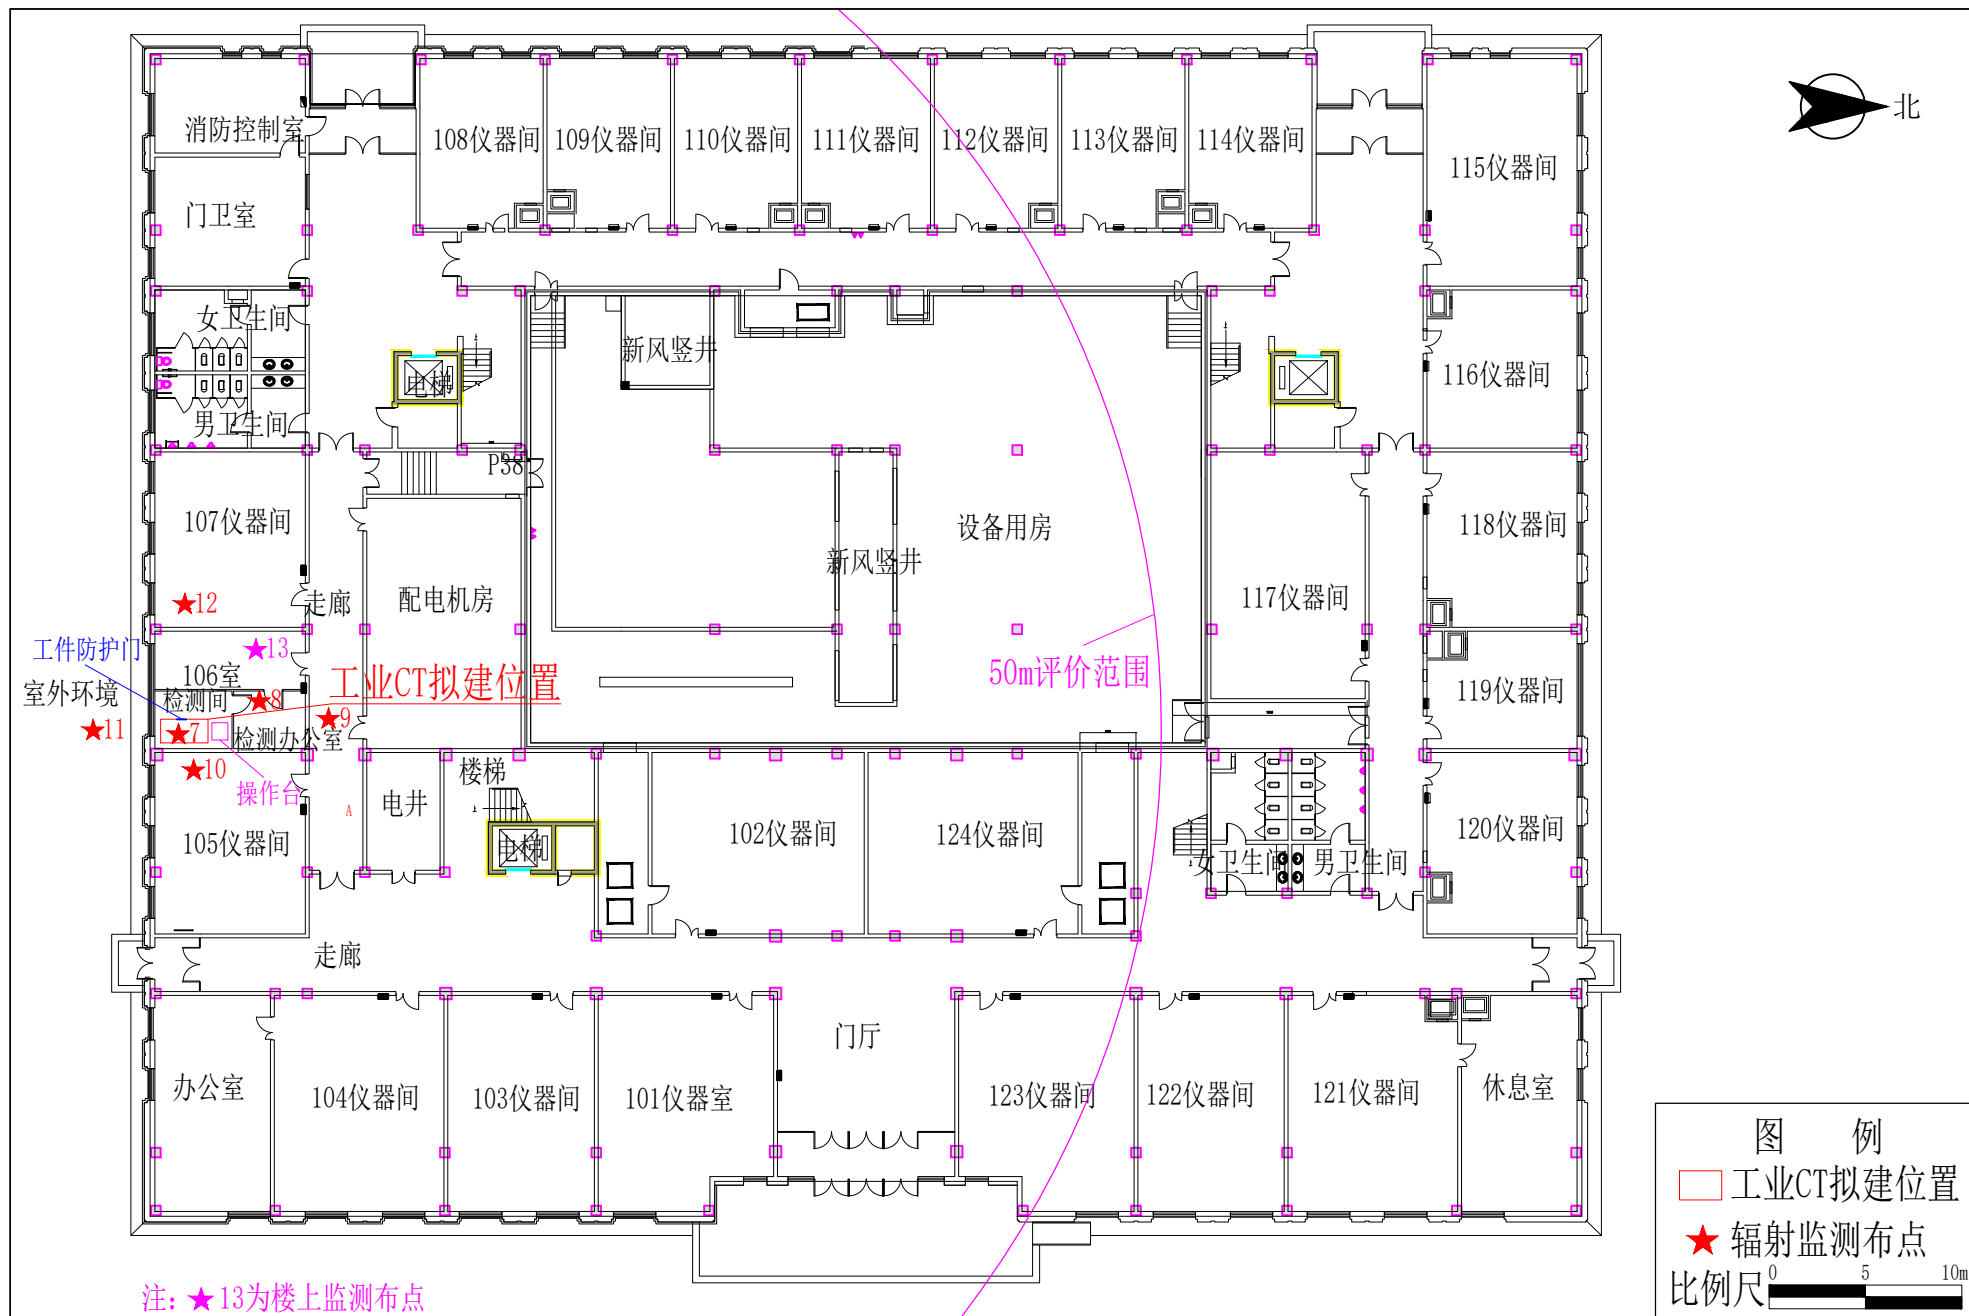 北
消防控制室
108仪器间
109仪器间
110仪器间
111仪器间
112仪器间
113仪器间
114仪器间
115仪器间
门卫室
女卫生间
新风竖井
电梯
116仪器间
男卫生间
P38
107仪器间
设备用房
118仪器间
新风竖井
配电机房
117仪器间
12
走廊
工件防护门
13
106室
工业CT拟建位置
50m评价范围
119仪器间
室外环境
检测间
8
9
11
7
检测办公室
10
操作台
楼梯
电井
A
105仪器间
电梯
102仪器间
124仪器间
女卫生间
男卫生间
120仪器间
走廊
门厅
办公室
104仪器间
103仪器间
101仪器室
123仪器间
122仪器间
121仪器间
休息室
图 例
工业CT拟建位置
辐射监测布点
比例尺
0 5 10m
注: ★13为楼上监测布点